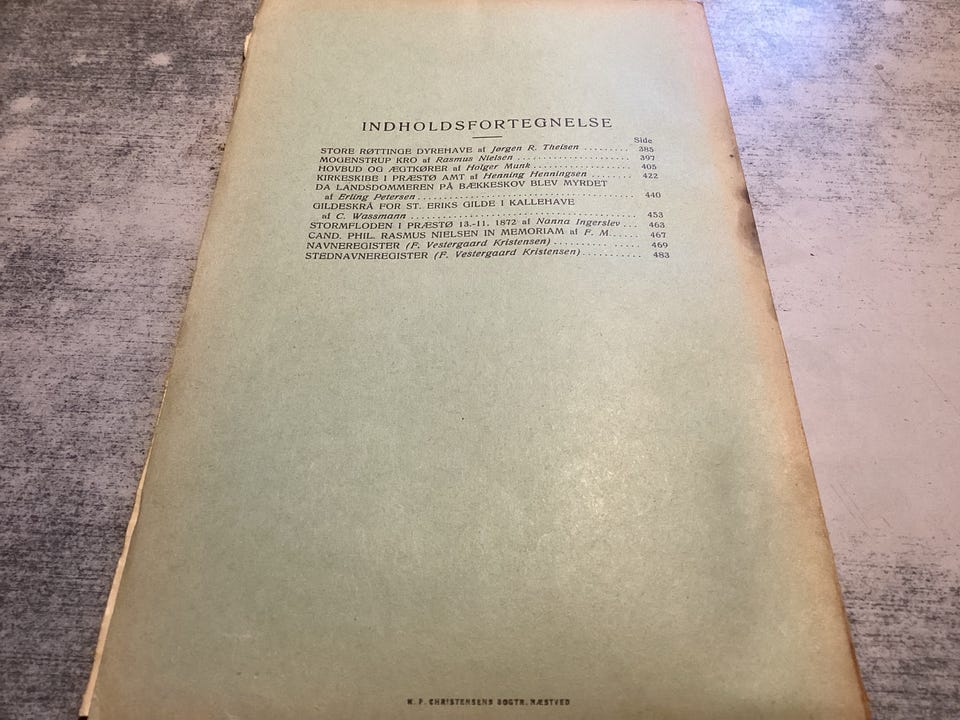 INDHOLDSFORTEGNELSE
Side
STORE RØTTINGE DYREHAVE af Jørgen R. Theisen ......... 385
MOGENSTRUP KRO af Rasmus Nielsen ...................... 397
HOVBUD OG ÆGTKØRER af Holger Munk ................... 405
KIRKESKIBE I PRÆSTØ AMT af Henning Henningsen ........ 422
DA LANDSDOMMEREN PÅ BÆKKESKOV BLEV MYRDET
af Erling Petersen ............................................. 440
GILDESKRÅ FOR ST. ERIKS GILDE I KALLEHAVE
af C. Wassmann ............................................. 453
STORMFLODEN I PRÆSTØ 13.-11. 1872 af Nanna Ingerslev ... 463
CAND. PHIL. RASMUS NIELSEN IN MEMORIAM af F. M. ..... 467
NAVNEREGISTER (F. Vestergaard Kristensen) ................ 469
STEDNAVNEREGISTER (F. Vestergaard Kristensen) ........... 483
K. P. CHRISTENSENS BOGTR. NÆSTVED